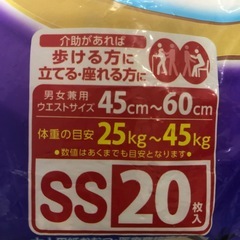 介助があれば
歩ける方に
立てる・座れる方に
男女兼用
ウエストサイズ
45cm~60cm
体重の目安
25kg~45kg
●数値はあくまでも目安となります●
SS
20
枚入